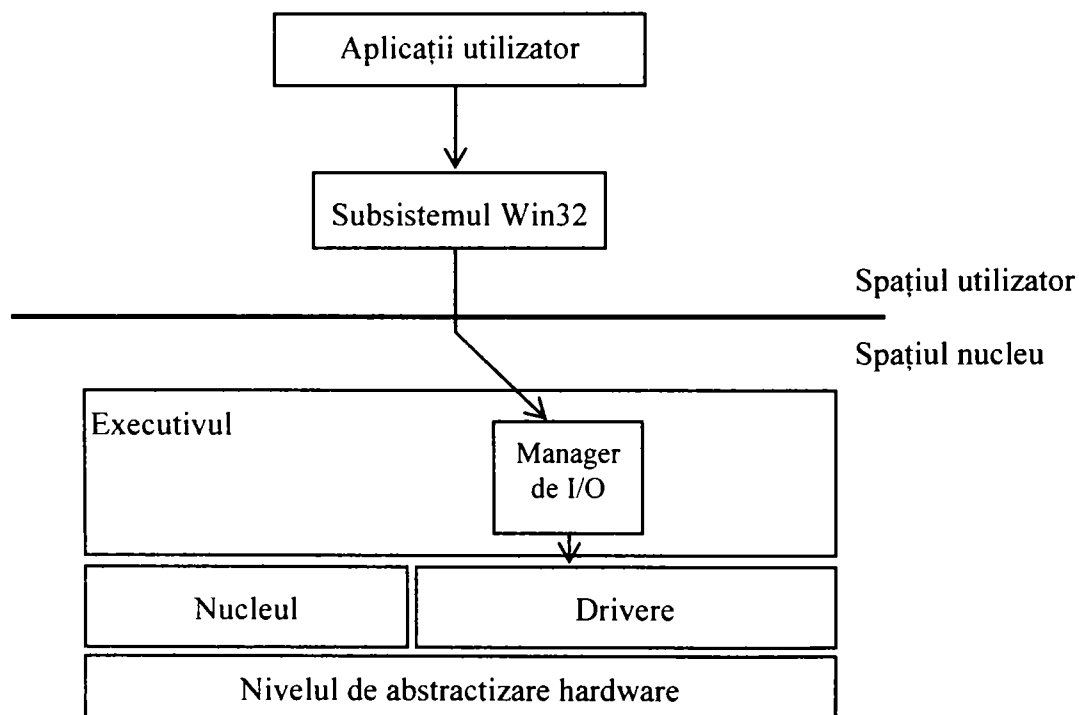 Aplicații utilizator
Subsistemul Win32
Spațiul utilizator
Spațiul nucleu
Executivul
Manager
de I/O
Nucleul
Drivere
Nivelul de abstractizare hardware